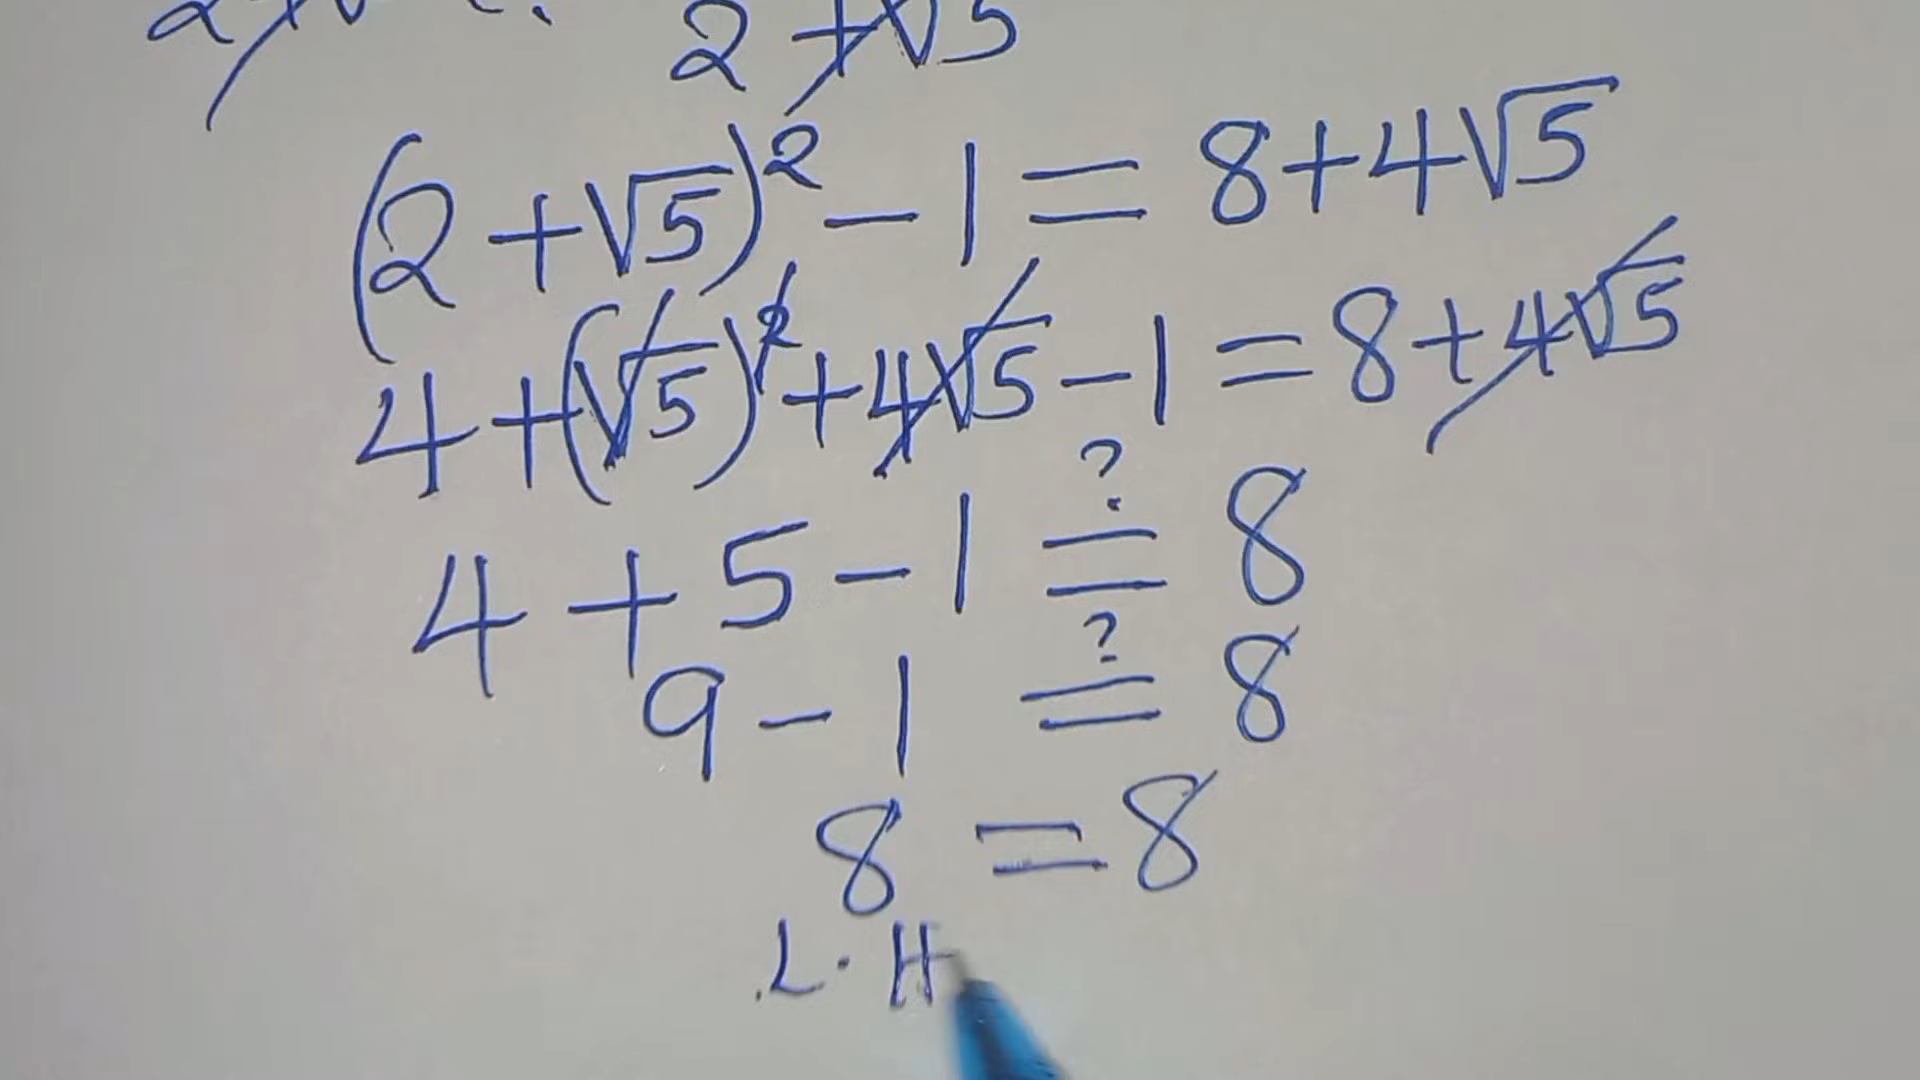 2 + √5
(2 + √5)² - 1 = 8 + 4√5
4 + (√5)² + 4√5 - 1 = 8 + 4√5
4 + 5 - 1 ≟ 8
9 - 1 ≟ 8
8 = 8
L. H